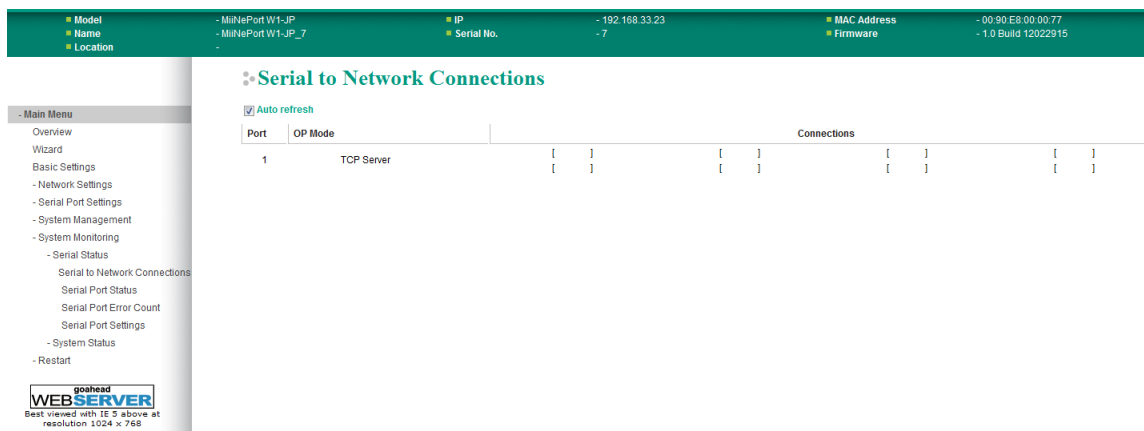 Model - MiiNePort W1-JP IP - 192.168.33.23 MAC Address - 00:90:E8:00:00:77
Name - MiiNePort W1-JP_7 Serial No. - 7 Firmware - 1.0 Build 12022915
Location -
Serial to Network Connections
Auto refresh
Port OP Mode Connections
1 TCP Server [ ] [ ] [ ] [ ]
[ ] [ ] [ ] [ ]
- Main Menu
Overview
Wizard
Basic Settings
- Network Settings
- Serial Port Settings
- System Management
- System Monitoring
- Serial Status
Serial to Network Connections
Serial Port Status
Serial Port Error Count
Serial Port Settings
- System Status
- Restart
goahead
WEBSERVER
Best viewed with IE 5 above at
resolution 1024 x 768